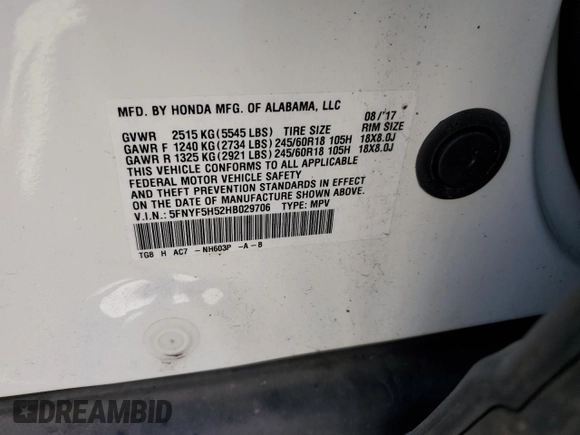 MFD. BY HONDA MFG. OF ALABAMA, LLC 08/'17
GVWR 2515 KG (5545 LBS) TIRE SIZE RIM SIZE
GAWR F 1240 KG (2734 LBS) 245/60R18 105H 18X8.0J
GAWR R 1325 KG (2921 LBS) 245/60R18 105H 18X8.0J
THIS VEHICLE CONFORMS TO ALL APPLICABLE
FEDERAL MOTOR VEHICLE SAFETY
AND THEFT PREVENTION STANDARDS IN EFFECT
ON THE DATE OF MANUFACTURE SHOWN ABOVE.
V.I.N.: 5FNYF5H52HB029706 TYPE: MPV
TG8 H AC7 -NH603P -A-B
DREAMBID